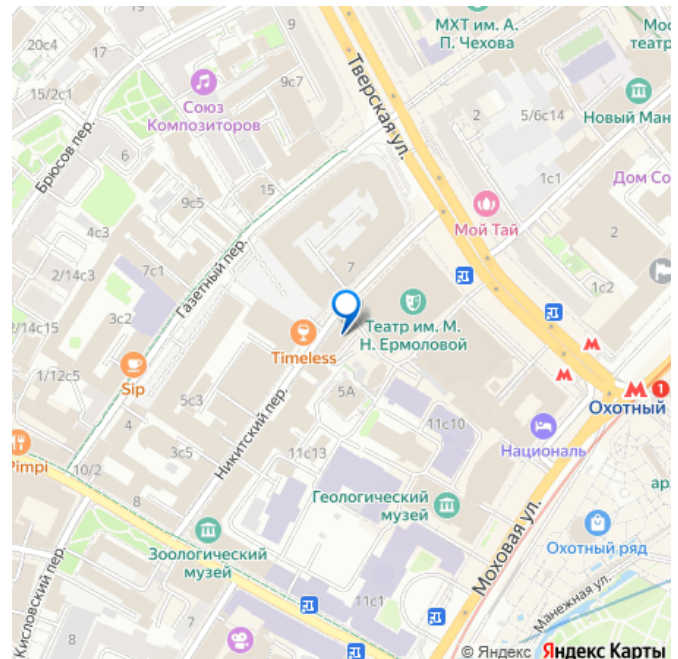 20с4
9
МХТ им. А.
П. Чехова
Мос
театр
15/2с1
9с7
Союз
Композиторов
Тверская ул.
2
5/6с14
Новый Ман
Брюсов пер.
6
15
1с1
Дом Со
9с5
Мой Тай
4с3
2
2/14с3
7с1
Газетный пер.
7
1с2
3с2
Театр им. М.
Н. Ермоловой
2/14с15
Timeless
1/12с5
Sip
5А
Охотный
1
5с3
4
Никитский пер.
11с10
Националь
Pimpi
10/2
3с5
11с13
ар
8
Геологический
музей
Моховая ул.
Зоологический
музей
Охотный ряд
Кисловский пер.
7
11с1
Манежная ул.
8
© Яндекс Яндекс Карты